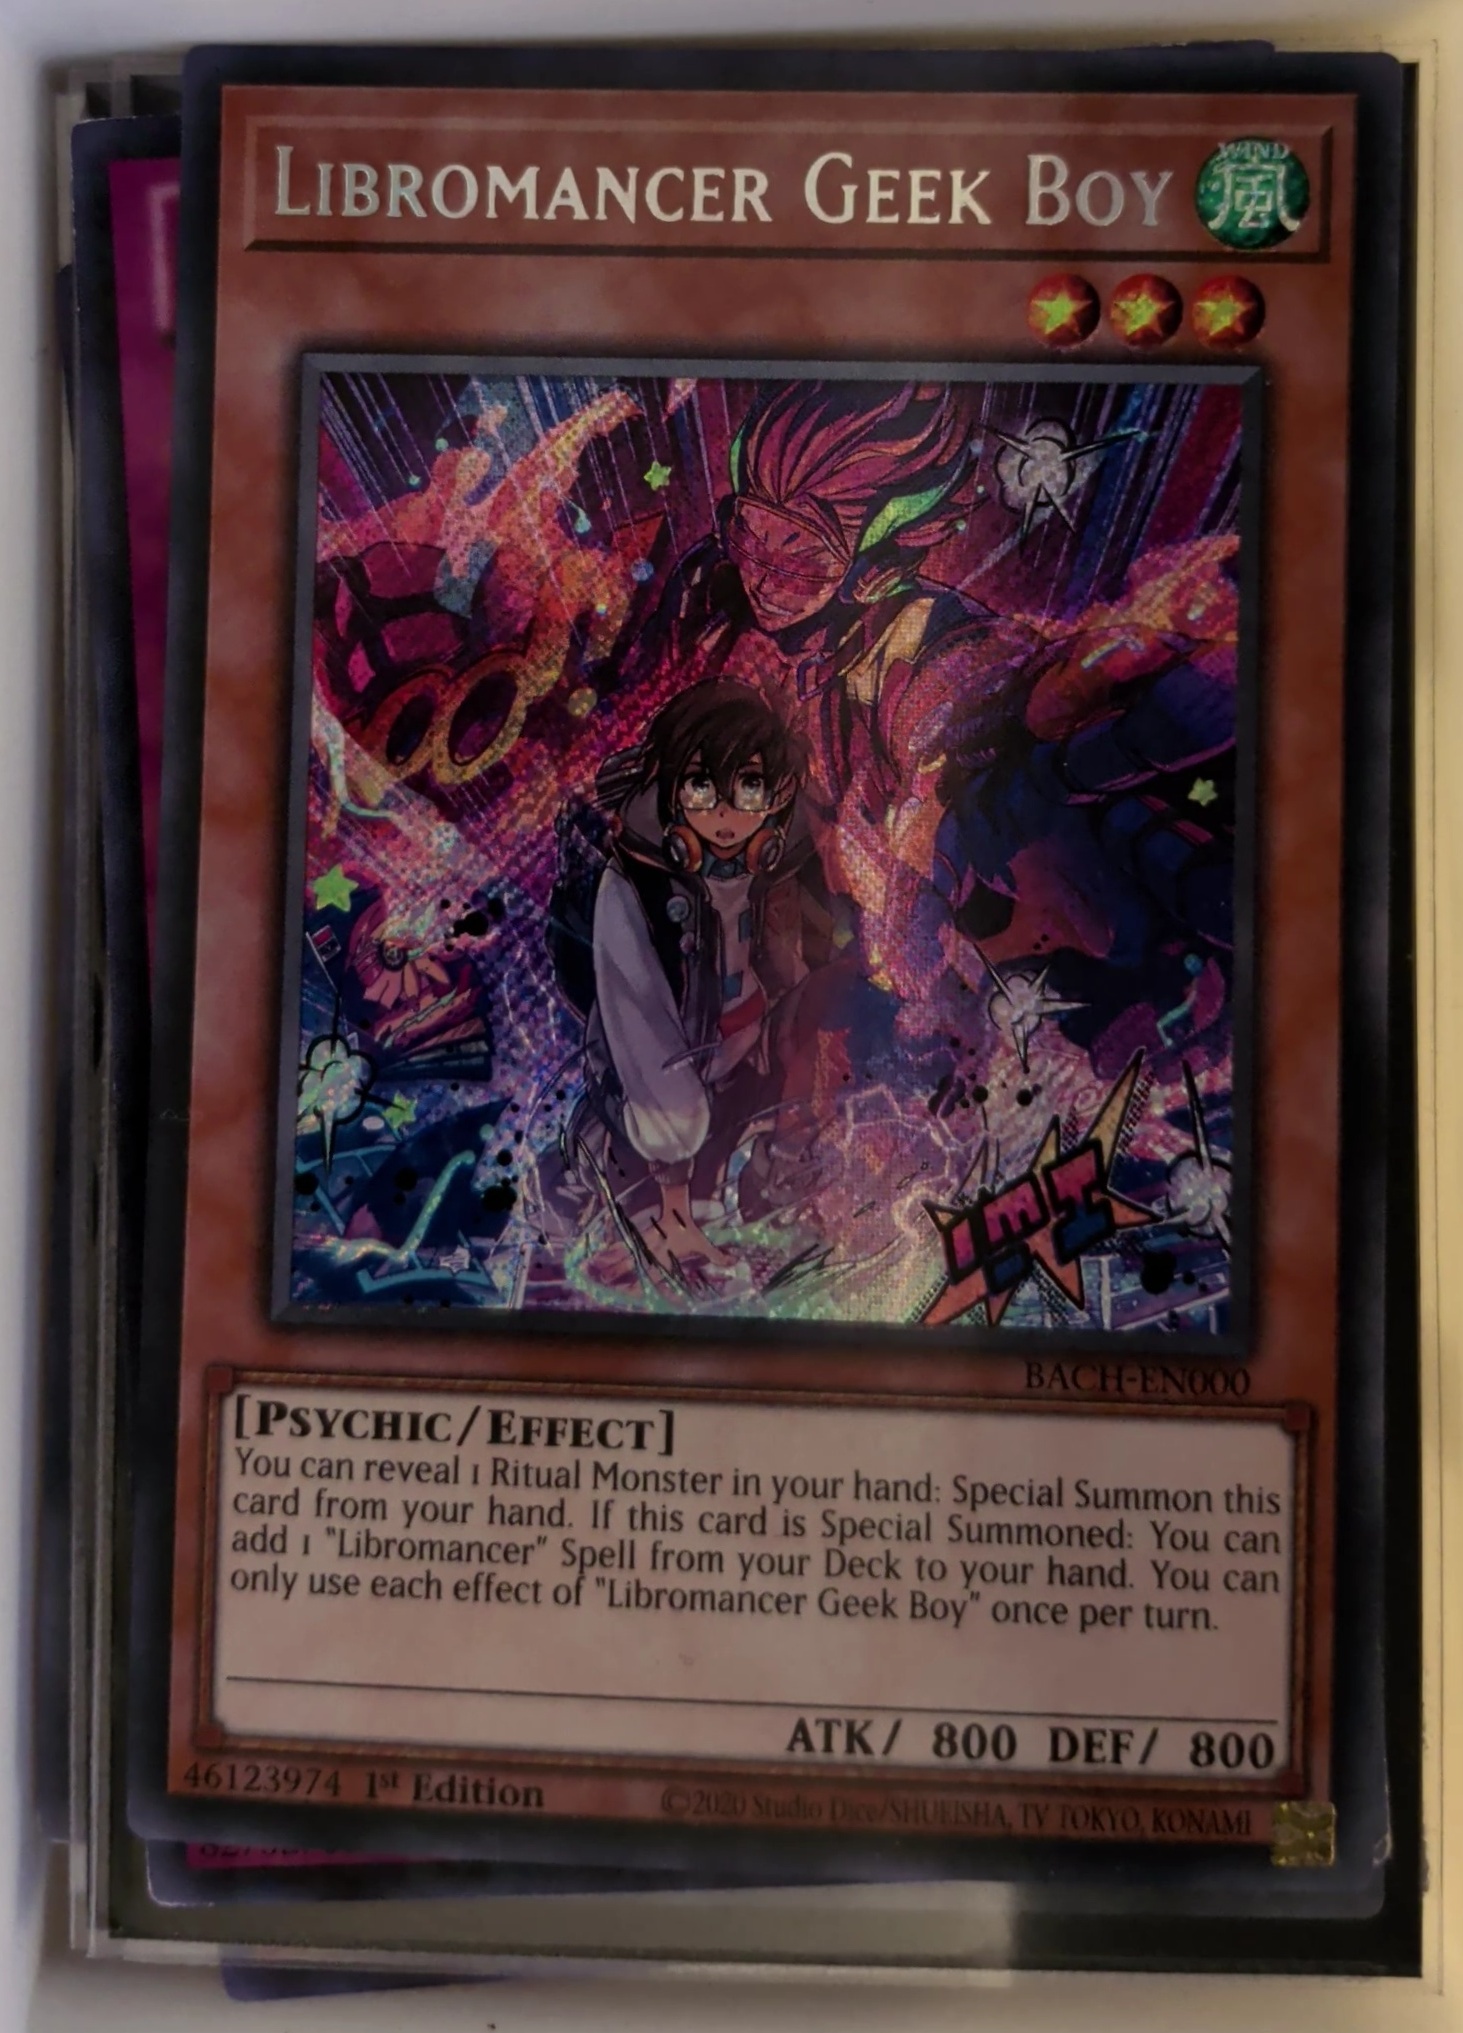 LIBROMANCER GEEK BOY
WIND
風
BACH-EN000
[PSYCHIC/EFFECT]
You can reveal 1 Ritual Monster in your hand: Special Summon this
card from your hand. If this card is Special Summoned: You can
add 1 "Libromancer" Spell from your Deck to your hand. You can
only use each effect of "Libromancer Geek Boy" once per turn.
ATK/ 800 DEF/ 800
46123974 1st Edition
©2020 Studio Dice/SHUEISHA, TV TOKYO, KONAMI